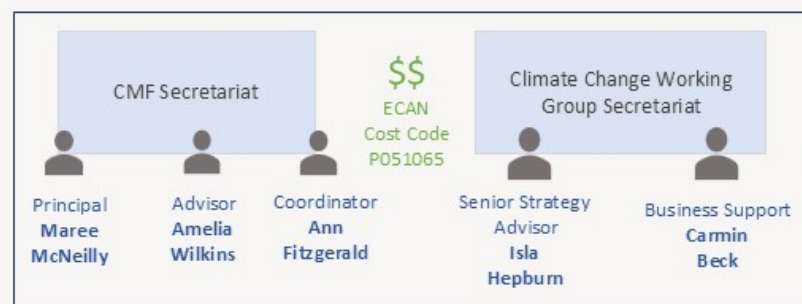 CMF Secretariat
$$
ECAN
Cost Code
P051065
Climate Change Working
Group Secretariat
Principal
Maree
McNeilly
Advisor
Amelia
Wilkins
Coordinator
Ann
Fitzgerald
Senior Strategy
Advisor
Isla
Hepburn
Business Support
Carmin
Beck